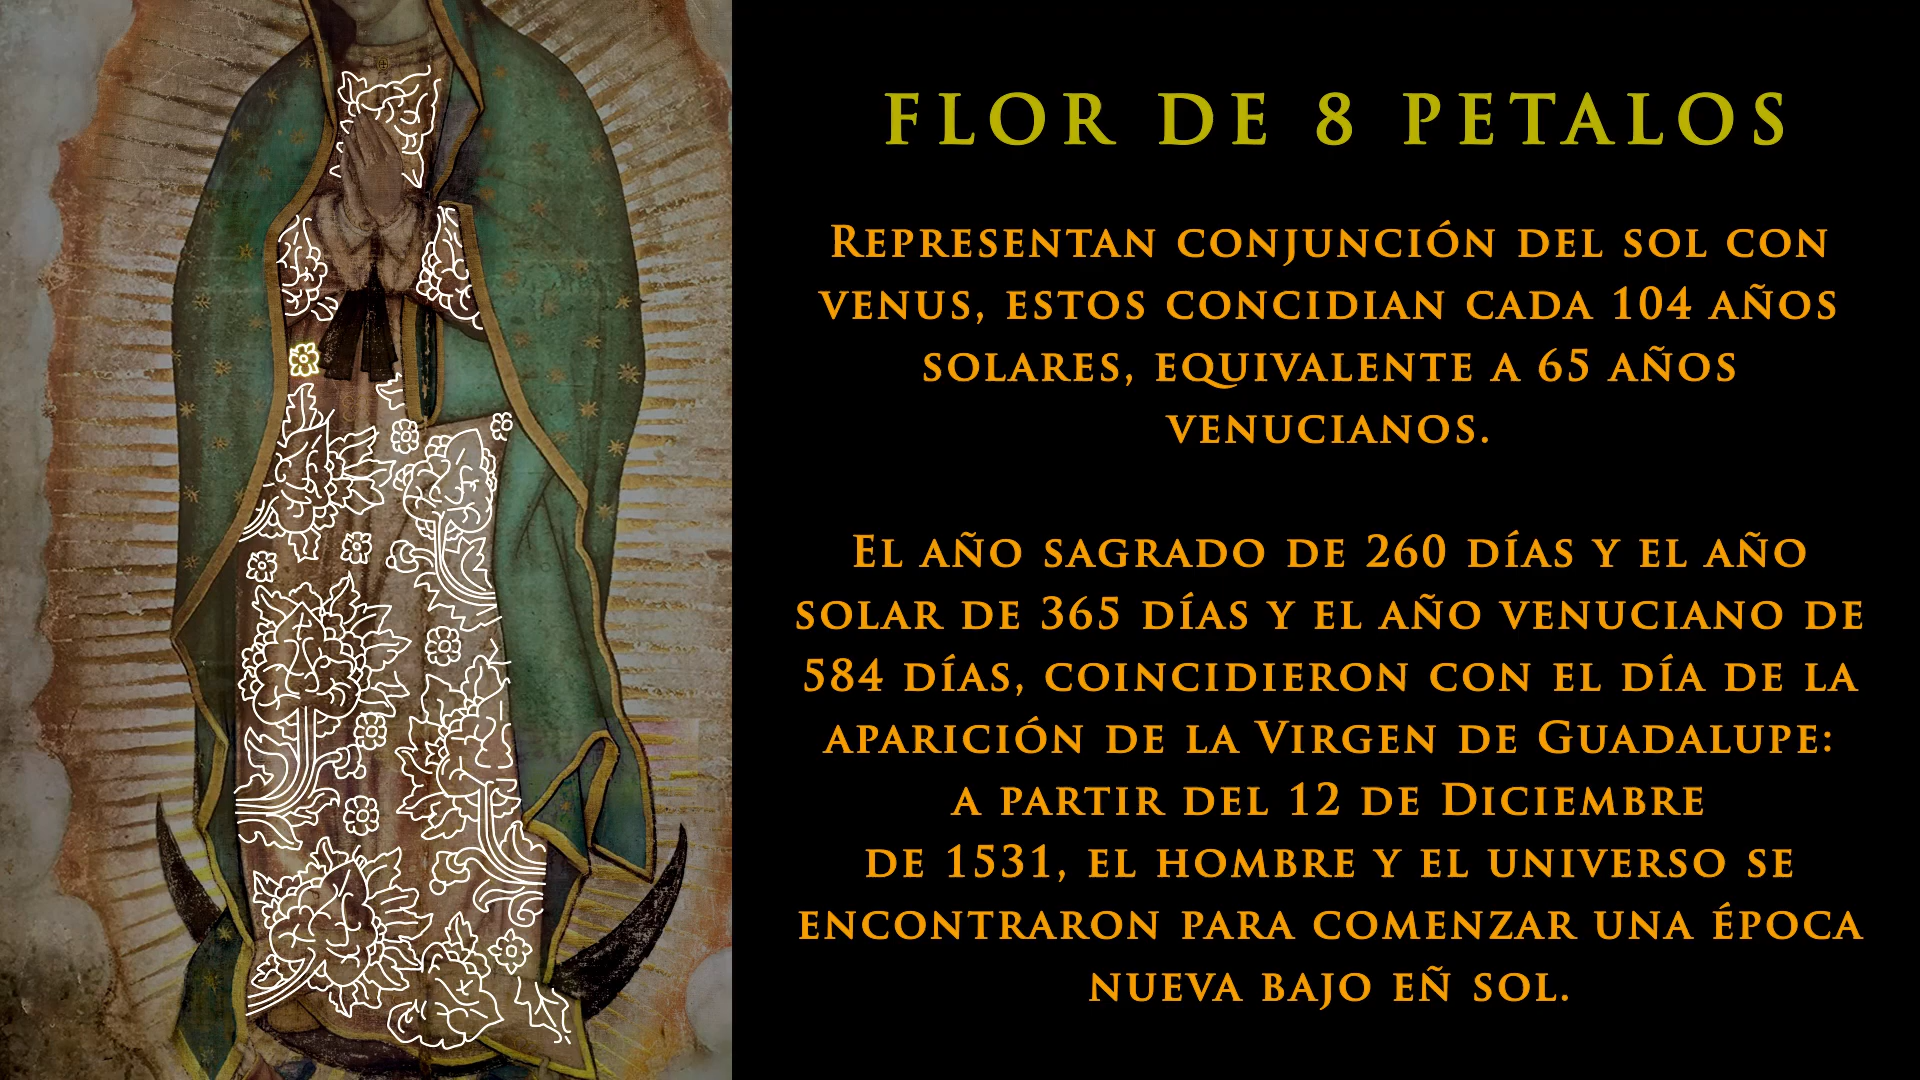 FLOR DE 8 PETALOS
Representan conjunción del sol con
venus, estos concidian cada 104 años
solares, equivalente a 65 años
venucianos.
El año sagrado de 260 días y el año
solar de 365 días y el año venuciano de
584 días, coincidieron con el día de la
aparición de la Virgen de Guadalupe:
a partir del 12 de Diciembre
de 1531, el hombre y el universo se
encontraron para comenzar una época
nueva bajo eñ sol.